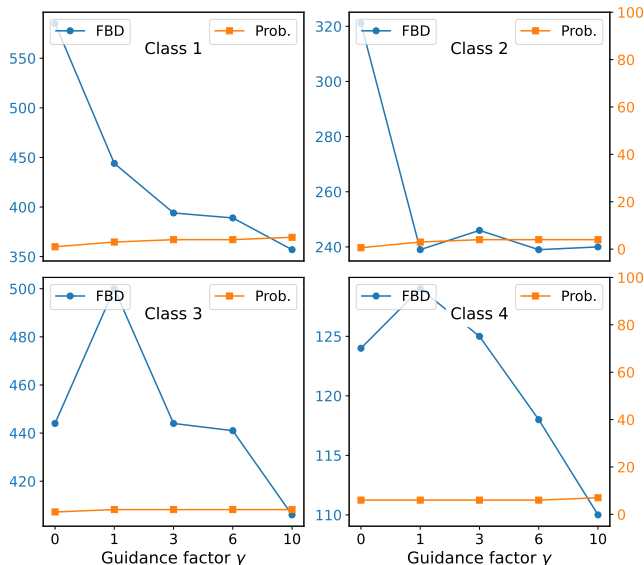 FBD
Prob.
Class 1
550
500
450
400
350
FBD
Prob.
Class 2
320
300
280
260
240
100
80
60
40
20
0
FBD
Prob.
Class 3
500
480
460
440
420
0 1 3 6 10
Guidance factor γ
FBD
Prob.
Class 4
125
120
115
110
100
80
60
40
20
0
0 1 3 6 10
Guidance factor γ